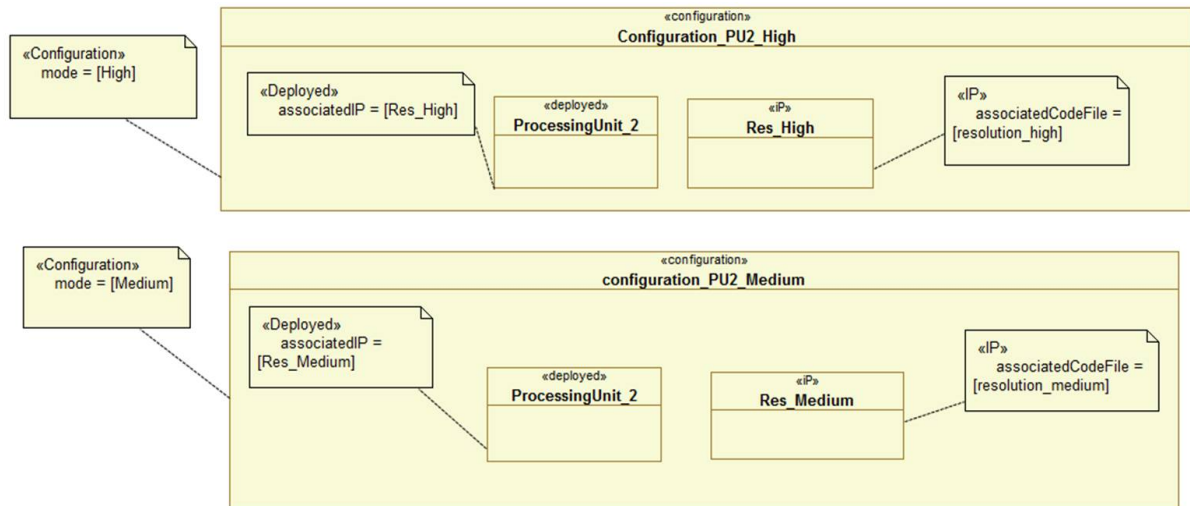 «configuration»
Configuration_PU2_High
«Configuration»
mode = [High]
«Deployed»
associatedIP = [Res_High]
«deployed»
ProcessingUnit_2
«iP»
Res_High
«IP»
associatedCodeFile =
[resolution_high]
«configuration»
configuration_PU2_Medium
«Configuration»
mode = [Medium]
«Deployed»
associatedIP =
[Res_Medium]
«deployed»
ProcessingUnit_2
«iP»
Res_Medium
«IP»
associatedCodeFile =
[resolution_medium]